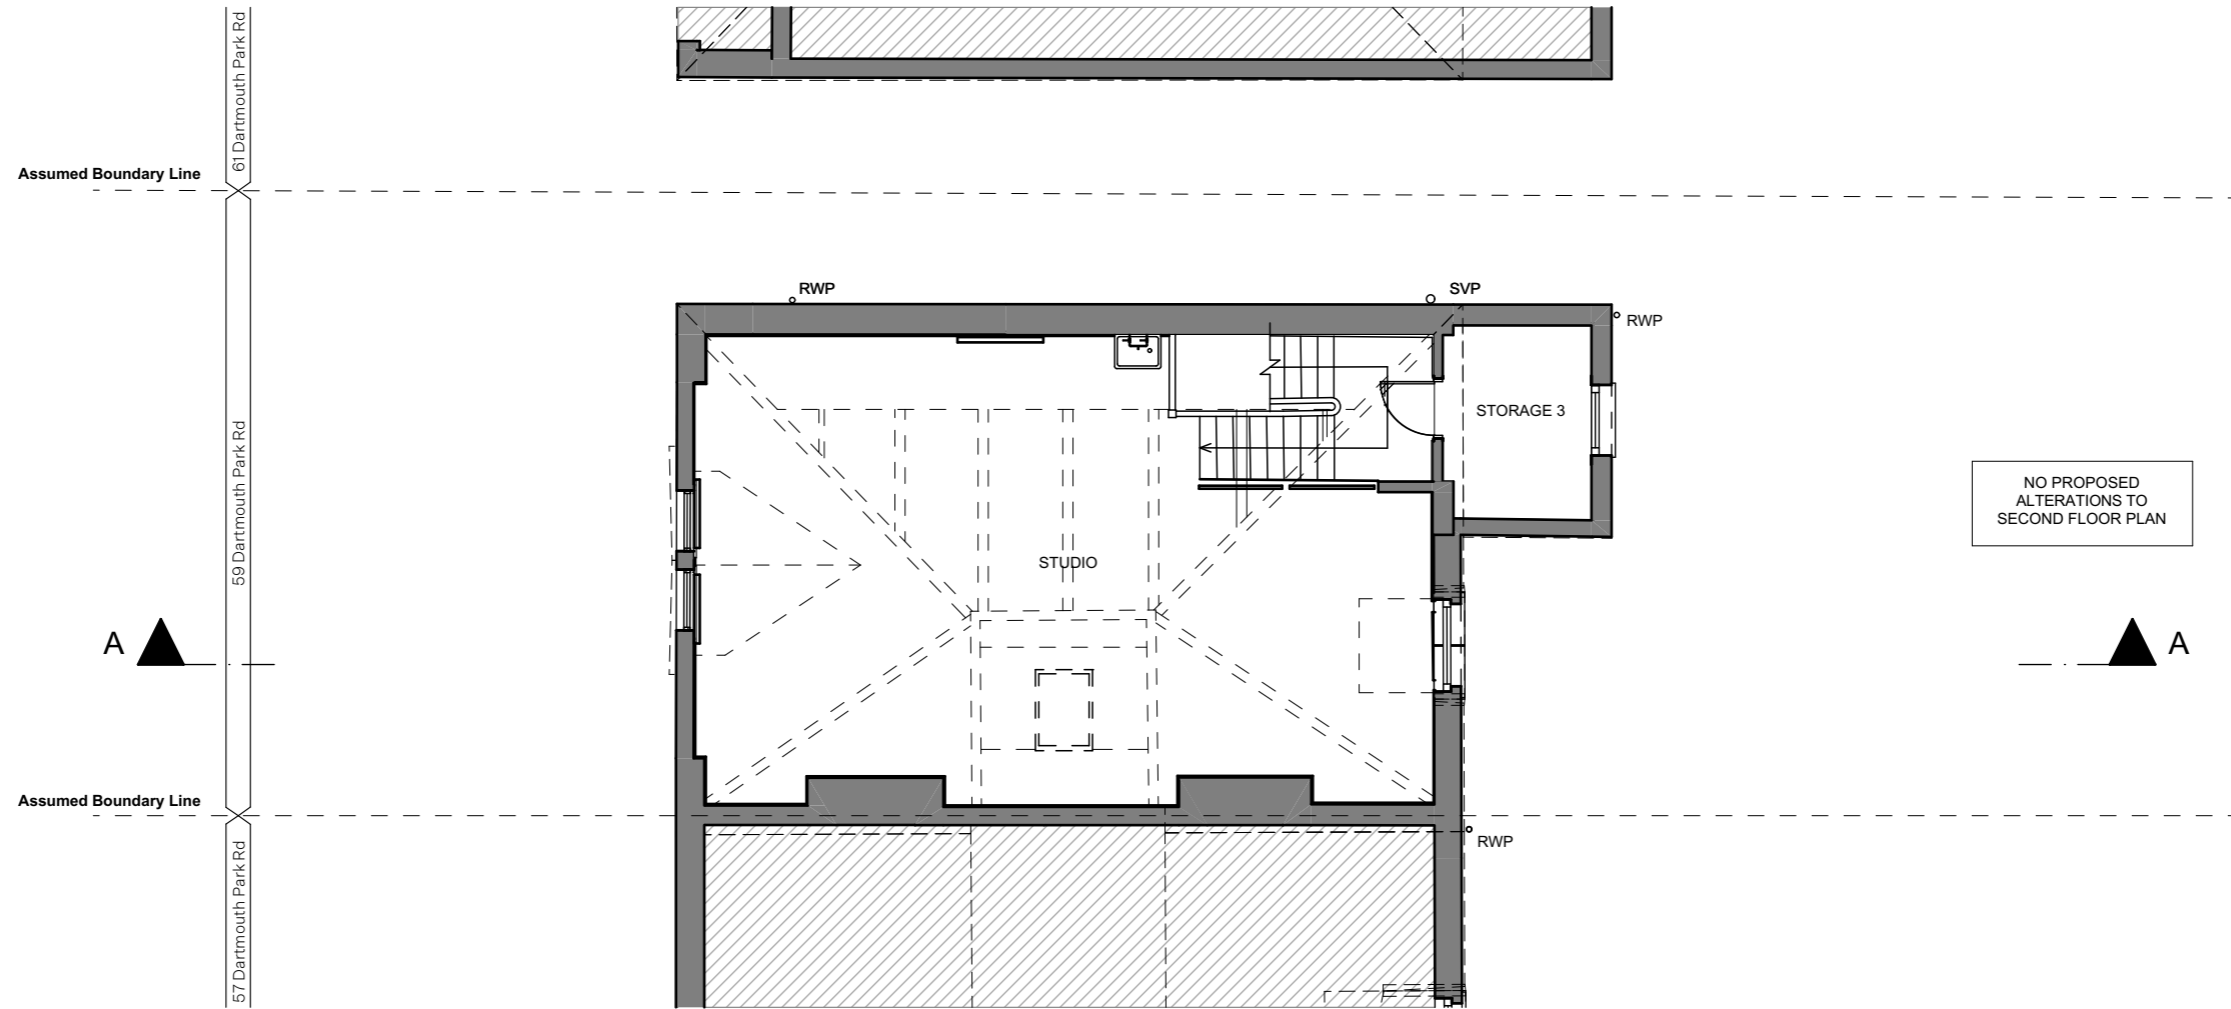 61 Dartmouth Park Rd
Assumed Boundary Line
RWP
SVP
RWP
STORAGE 3
59 Dartmouth Park Rd
NO PROPOSED
ALTERATIONS TO
SECOND FLOOR PLAN
STUDIO
A
A
Assumed Boundary Line
RWP
57 Dartmouth Park Rd